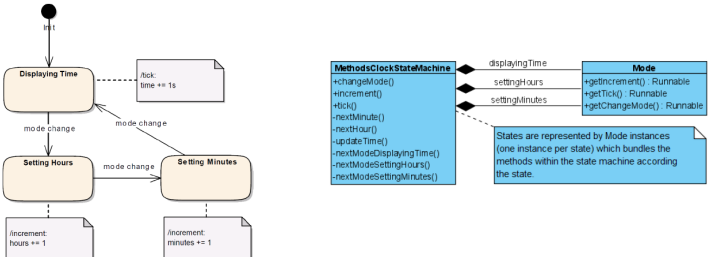 Init
Displaying Time
/tick:
time += 1s
mode change
mode change
Setting Hours
mode change
Setting Minutes
/increment:
hours += 1
/increment:
minutes += 1
MethodsClockStateMachine
+changeMode()
+increment()
+tick()
-nextMinute()
-nextHour()
-updateTime()
-nextModeDisplayingTime()
-nextModeSettingHours()
-nextModeSettingMinutes()
displayingTime
settingHours
settingMinutes
Mode
+getIncrement() : Runnable
+getTick() : Runnable
+getChangeMode() : Runnable
States are represented by Mode instances
(one instance per state) which bundles the
methods within the state machine according
the state.